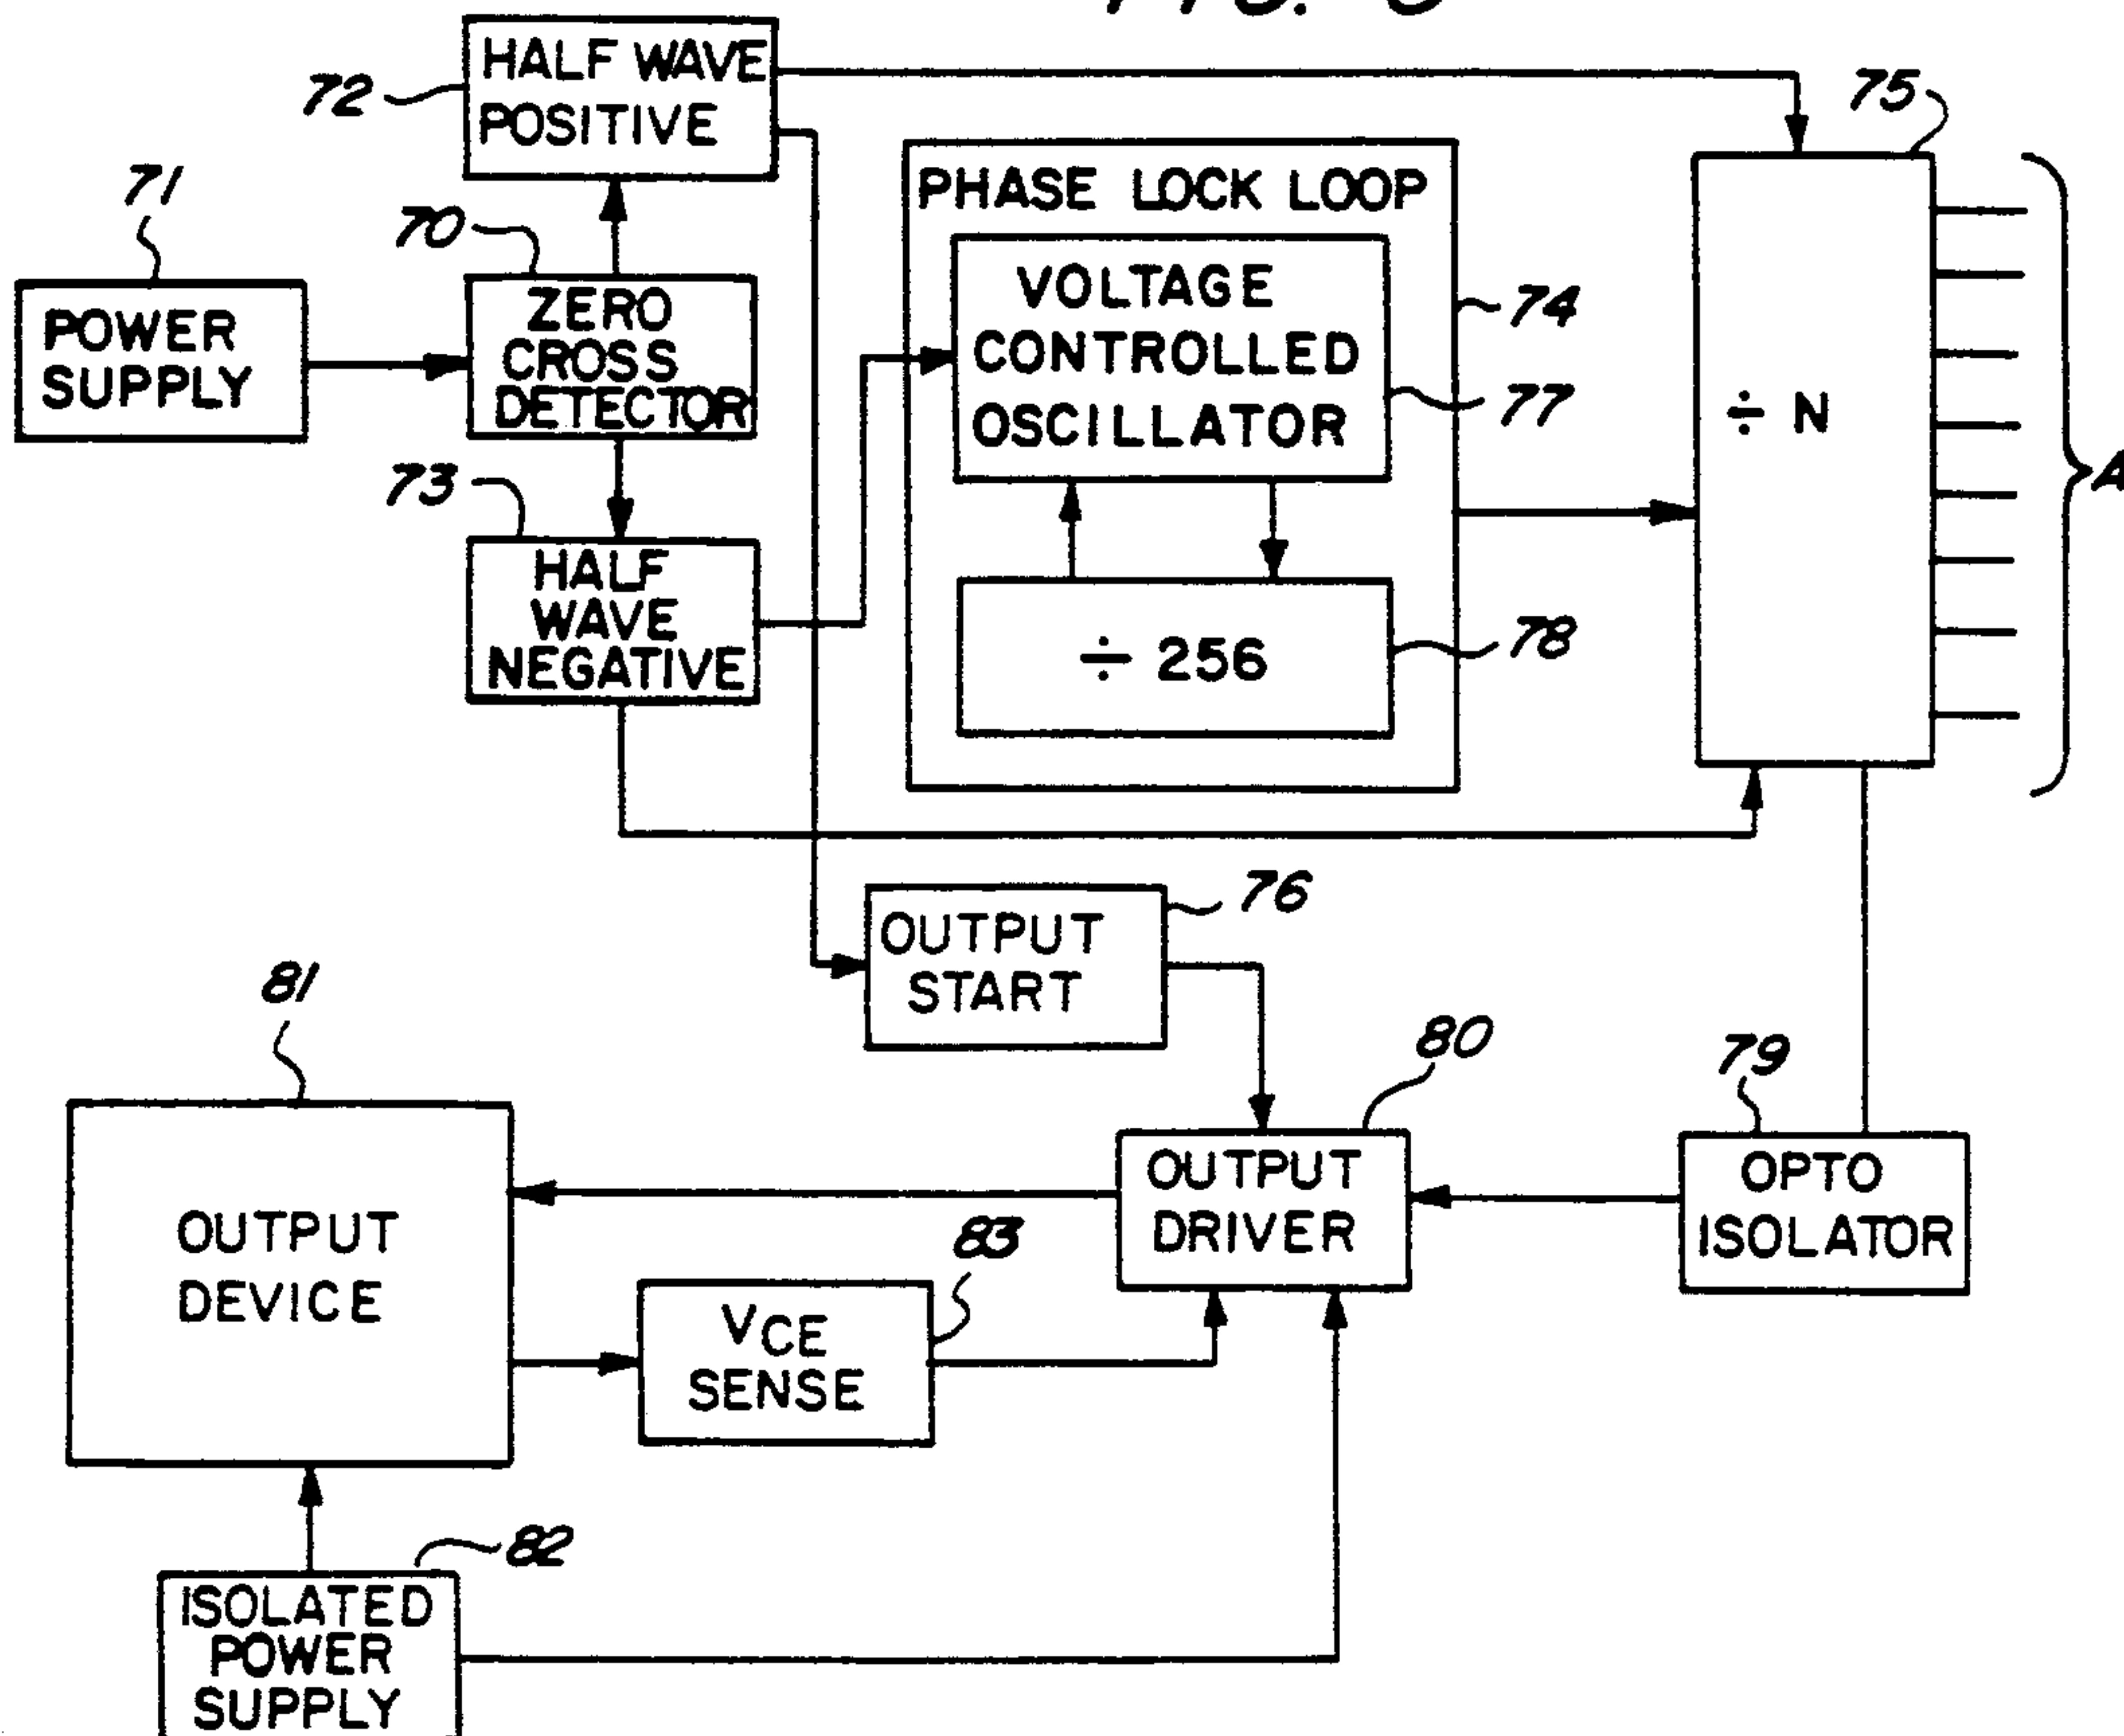 HALF WAVE
POSITIVE
72
75
71
PHASE LOCK LOOP
70
POWER
SUPPLY
ZERO
CROSS
DETECTOR
VOLTAGE
CONTROLLED
OSCILLATOR
74
77
÷ N
A
73
HALF
WAVE
NEGATIVE
÷ 256
78
76
OUTPUT
START
81
80
79
OUTPUT
DRIVER
OPTO
ISOLATOR
OUTPUT
DEVICE
83
VCE
SENSE
82
ISOLATED
POWER
SUPPLY